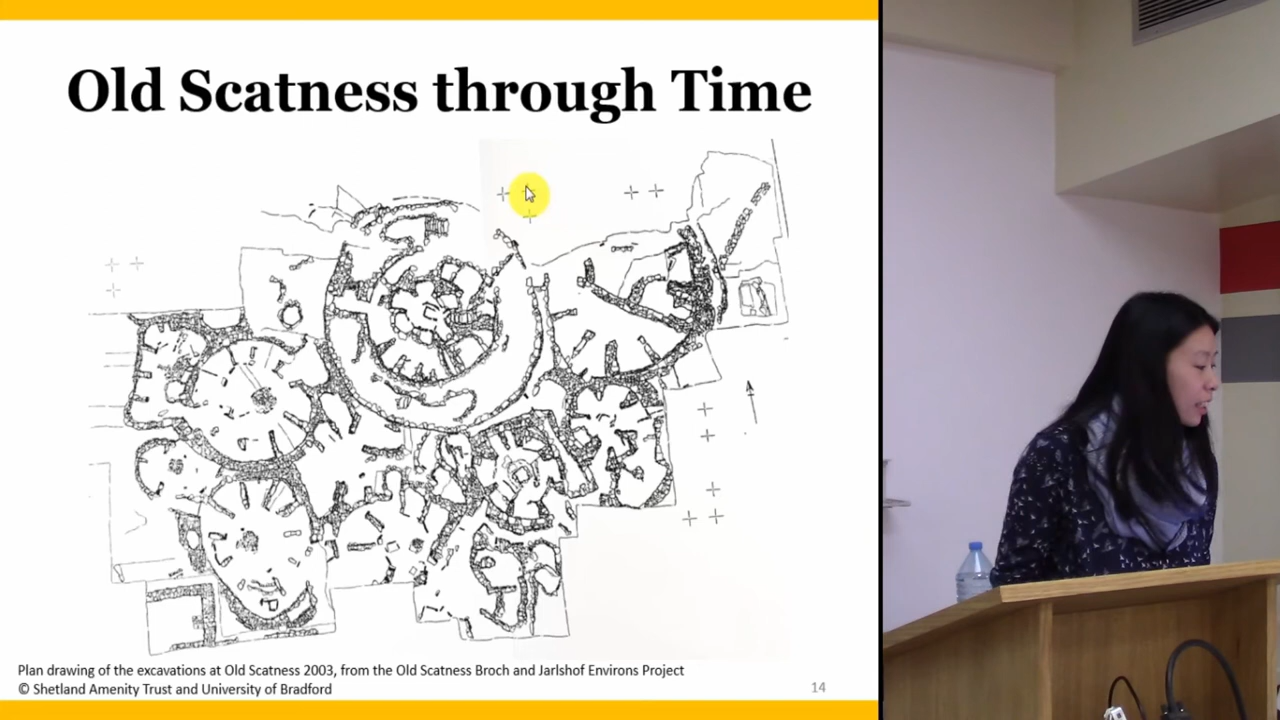 Old Scatness through Time
Plan drawing of the excavations at Old Scatness 2003, from the Old Scatness Broch and Jarlshof Environs Project
© Shetland Amenity Trust and University of Bradford
14